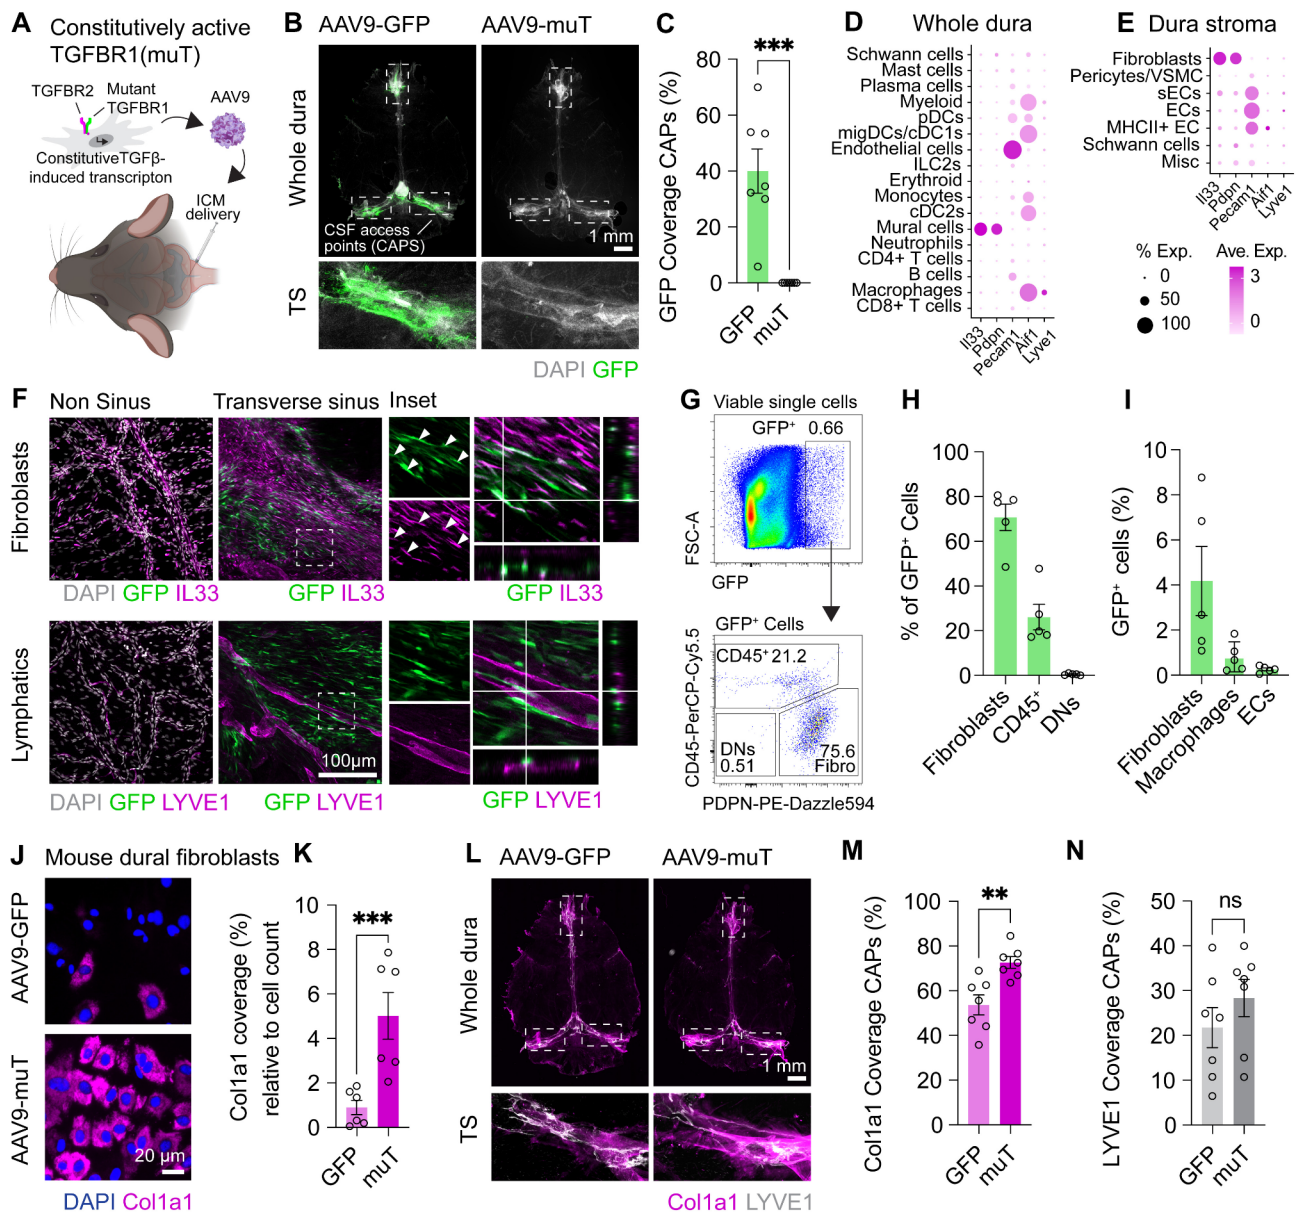 A Constitutively active
TGFBR1(muT)
TGFBR2
Mutant
TGFBR1
AAV9
ConstitutiveTGFβ-
induced transcripton
ICM
delivery
B AAV9-GFP AAV9-muT
Whole dura
CSF access
points (CAPS)
1 mm
TS
DAPI GFP
C
GFP Coverage CAPs (%)
80
60
40
20
0
***
GFP
muT
D Whole dura
Schwann cells
Mast cells
Plasma cells
Myeloid
pDCs
migDCs/cDC1s
Endothelial cells
ILC2s
Erythroid
Monocytes
cDC2s
Mural cells
Neutrophils
CD4+ T cells
B cells
Macrophages
CD8+ T cells
Il33
Pdpn
Pecam1
Aif1
Lyve1
E Dura stroma
Fibroblasts
Pericytes/VSMC
sECs
ECs
MHCII+ EC
Schwann cells
Misc
Il33
Pdpn
Pecam1
Aif1
Lyve1
% Exp. Ave. Exp.
0
50
100
3
0
F Non Sinus Transverse sinus Inset
Fibroblasts
DAPI GFP IL33 GFP IL33 GFP IL33
Lymphatics
100µm
DAPI GFP LYVE1 GFP LYVE1 GFP LYVE1
G Viable single cells
GFP⁺ 0.66
FSC-A
GFP
GFP⁺ Cells
CD45⁺ 21.2
DNs
0.51
75.6
Fibro
CD45-PerCP-Cy5.5
PDPN-PE-Dazzle594
H
% of GFP⁺ Cells
100
80
60
40
20
0
Fibroblasts
CD45⁺
DNs
I
GFP⁺ cells (%)
10
8
6
4
2
0
Fibroblasts
Macrophages
ECs
J Mouse dural fibroblasts
AAV9-GFP
AAV9-muT
20 µm
DAPI Col1a1
K
Col1a1 coverage (%)
relative to cell count
10
8
6
4
2
0
***
GFP
muT
L AAV9-GFP AAV9-muT
Whole dura
1 mm
TS
Col1a1 LYVE1
M
Col1a1 Coverage CAPs (%)
100
80
60
40
20
0
**
GFP
muT
N
LYVE1 Coverage CAPs (%)
50
40
30
20
10
0
ns
GFP
muT